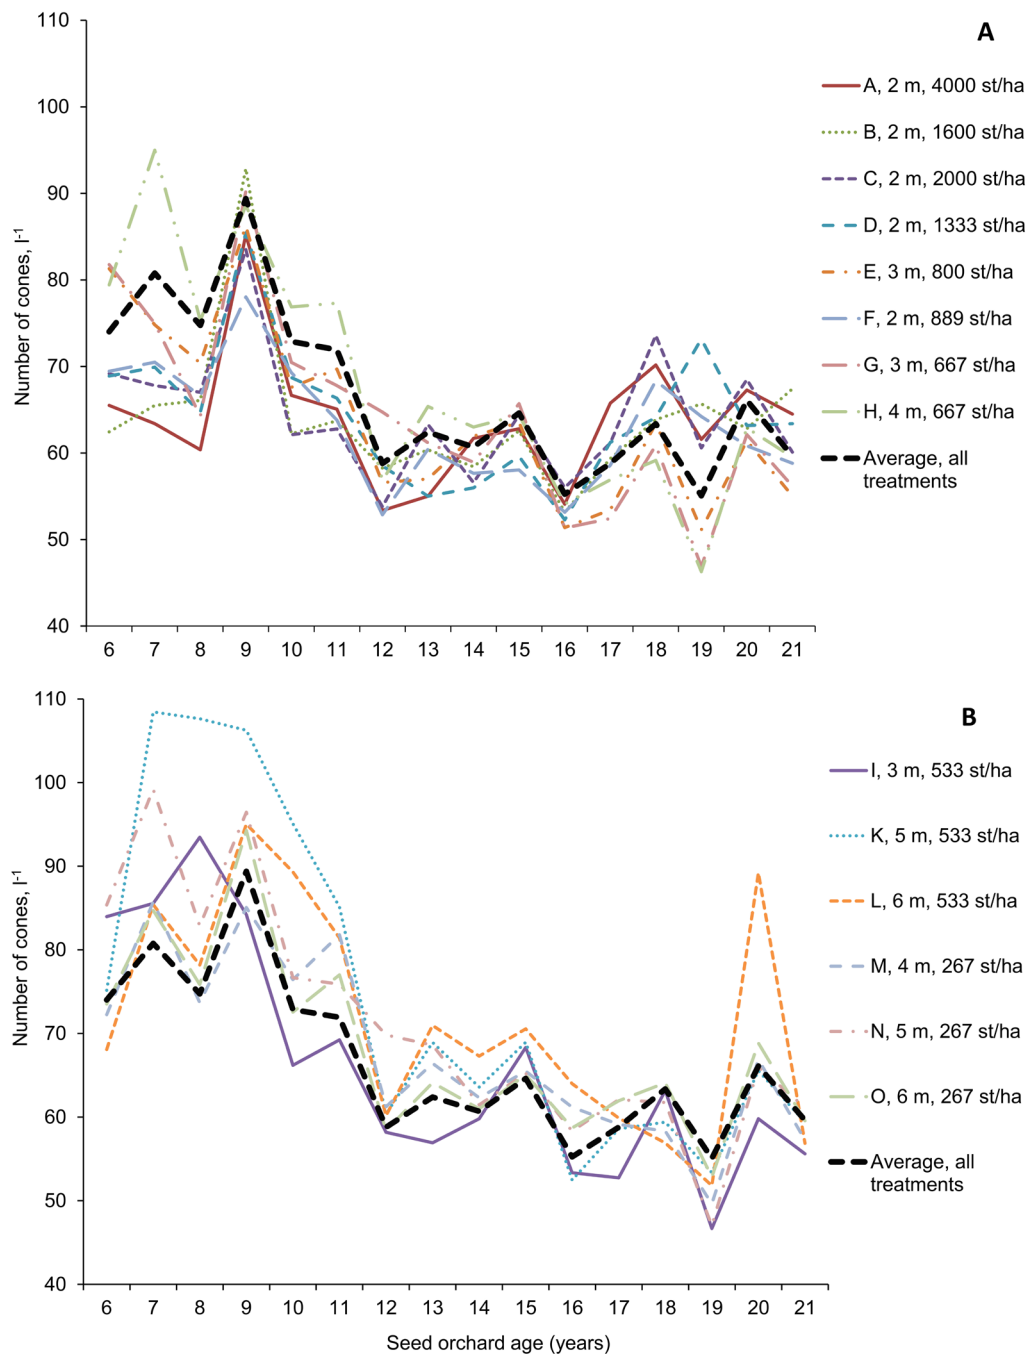 A
110
100
90
80
70
60
50
40
Number of cones, l-1
6 7 8 9 10 11 12 13 14 15 16 17 18 19 20 21
A, 2 m, 4000 st/ha
B, 2 m, 1600 st/ha
C, 2 m, 2000 st/ha
D, 2 m, 1333 st/ha
E, 3 m, 800 st/ha
F, 2 m, 889 st/ha
G, 3 m, 667 st/ha
H, 4 m, 667 st/ha
Average, all
treatments
B
110
100
90
80
70
60
50
40
Number of cones, l-1
6 7 8 9 10 11 12 13 14 15 16 17 18 19 20 21
Seed orchard age (years)
I, 3 m, 533 st/ha
K, 5 m, 533 st/ha
L, 6 m, 533 st/ha
M, 4 m, 267 st/ha
N, 5 m, 267 st/ha
O, 6 m, 267 st/ha
Average, all
treatments